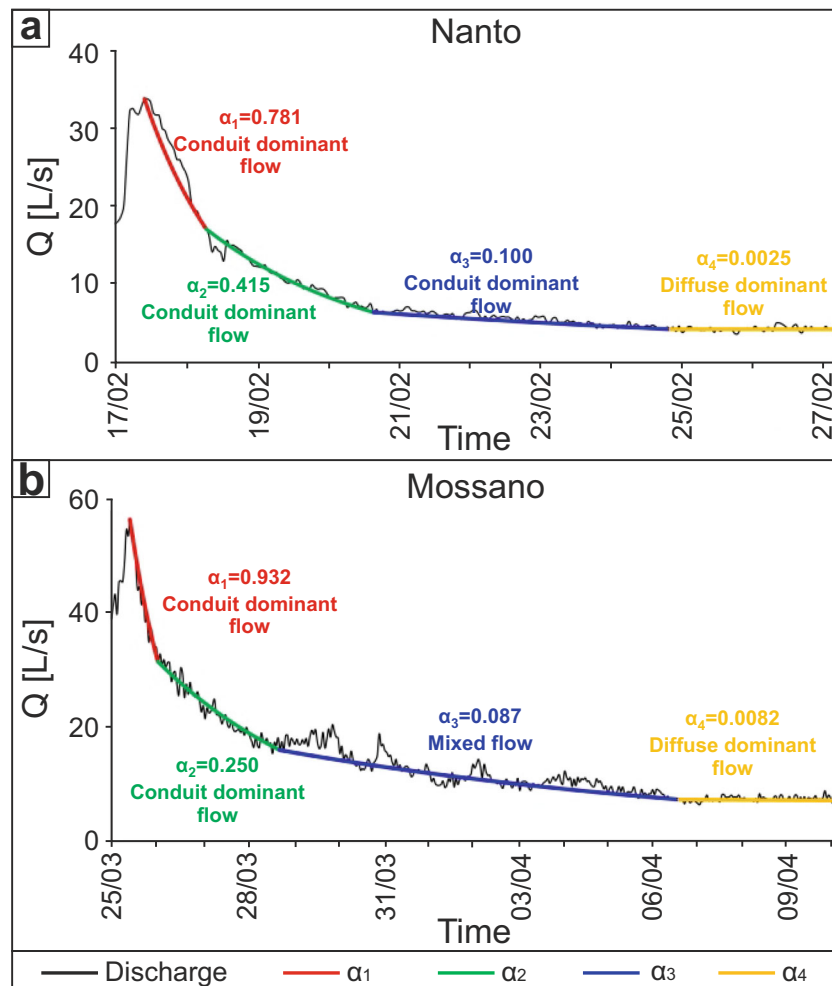 a
Nanto
40
30
20
10
0
Q [L/s]
α1=0.781
Conduit dominant
flow
α2=0.415
Conduit dominant
flow
α3=0.100
Conduit dominant
flow
α4=0.0025
Diffuse dominant
flow
17/02
19/02
21/02
23/02
25/02
27/02
Time
b
Mossano
60
40
20
0
Q [L/s]
α1=0.932
Conduit dominant
flow
α2=0.250
Conduit dominant
flow
α3=0.087
Mixed flow
α4=0.0082
Diffuse dominant
flow
25/03
28/03
31/03
03/04
06/04
09/04
Time
Discharge α1 α2 α3 α4